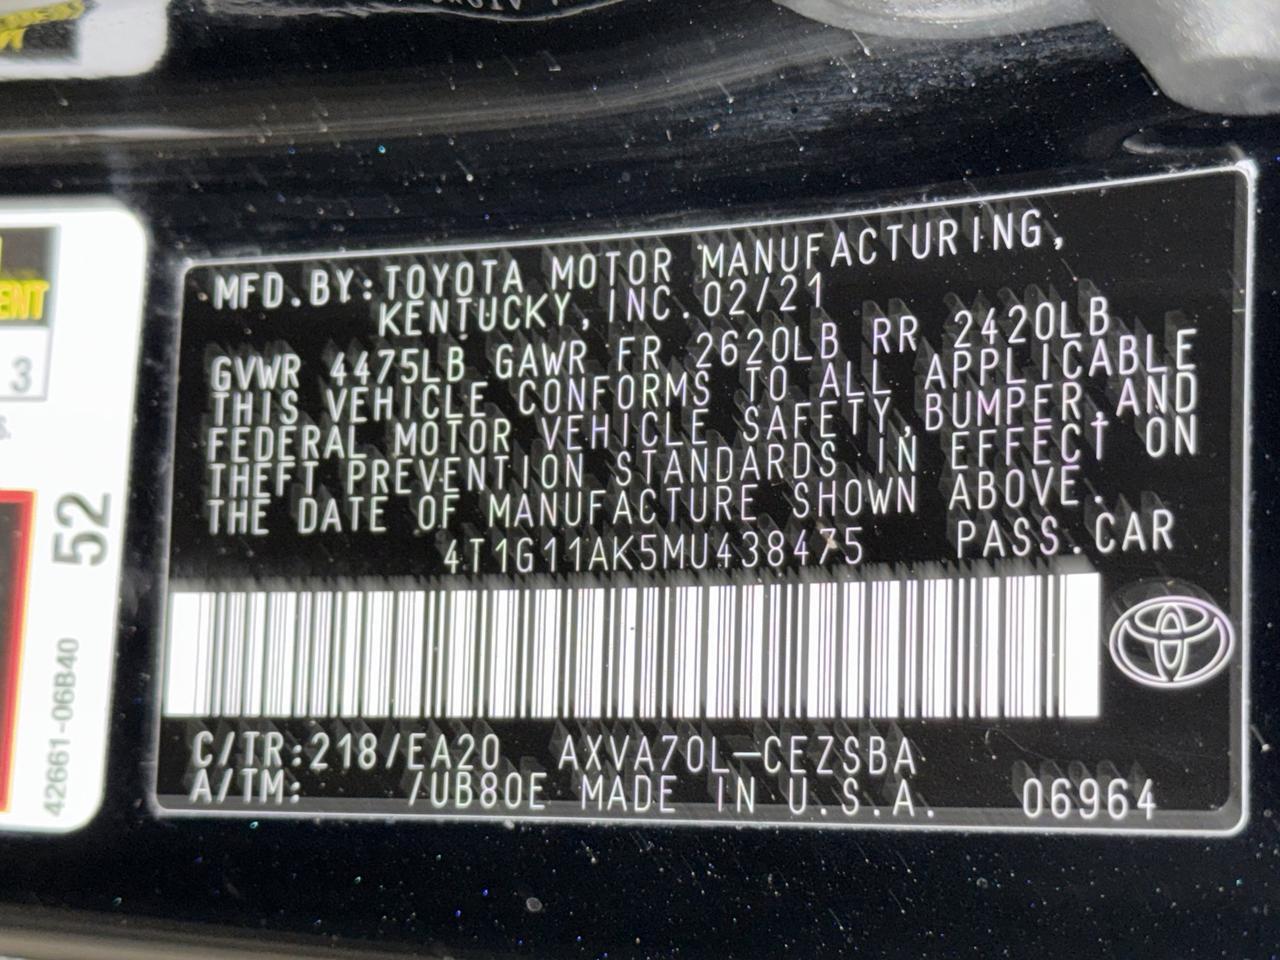 ENT
3
s.
52
42661-06B40
MFD.BY:TOYOTA MOTOR MANUFACTURING,
KENTUCKY,INC.02/21
GVWR 4475LB GAWR FR 2620LB RR 2420LB
THIS VEHICLE CONFORMS TO ALL APPLICABLE
FEDERAL MOTOR VEHICLE SAFETY,BUMPER,AND
THEFT PREVENTION STANDARDS IN EFFECT ON
THE DATE OF MANUFACTURE SHOWN ABOVE.
4T1G11AK5MU438475 PASS.CAR
C/TR:218/EA20 AXVA70L-CEZSBA
A/TM: /UB80E MADE IN U.S.A. 06964